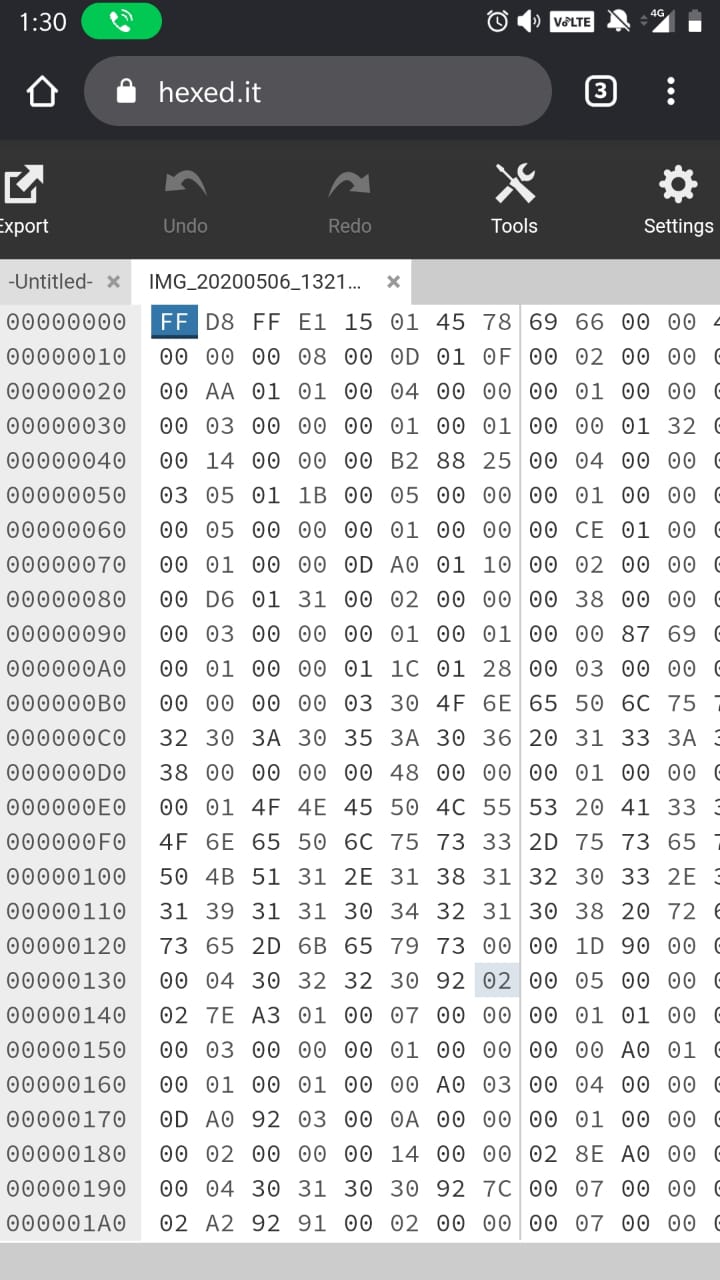 1:30 VoLTE 4G
hexed.it 3
Export Undo Redo Tools Settings
-Untitled- × IMG_20200506_1321... ×
00000000 FF D8 FF E1 15 01 45 78 69 66 00 00
00000010 00 00 00 08 00 0D 01 0F 00 02 00 00
00000020 00 AA 01 01 00 04 00 00 00 01 00 00
00000030 00 03 00 00 00 01 00 01 00 00 01 32
00000040 00 14 00 00 00 B2 88 25 00 04 00 00
00000050 03 05 01 1B 00 05 00 00 00 01 00 00
00000060 00 05 00 00 00 01 00 00 00 CE 01 00
00000070 00 01 00 00 0D A0 01 10 00 02 00 00
00000080 00 D6 01 31 00 02 00 00 00 38 00 00
00000090 00 03 00 00 00 01 00 01 00 00 87 69
000000A0 00 01 00 00 01 1C 01 28 00 03 00 00
000000B0 00 00 00 00 03 30 4F 6E 65 50 6C 75
000000C0 32 30 3A 30 35 3A 30 36 20 31 33 3A
000000D0 38 00 00 00 00 48 00 00 00 01 00 00
000000E0 00 01 4F 4E 45 50 4C 55 53 20 41 33
000000F0 4F 6E 65 50 6C 75 73 33 2D 75 73 65
00000100 50 4B 51 31 2E 31 38 31 32 30 33 2E
00000110 31 39 31 31 30 34 32 31 30 38 20 72
00000120 73 65 2D 6B 65 79 73 00 00 1D 90 00
00000130 00 04 30 32 32 30 92 02 00 05 00 00
00000140 02 7E A3 01 00 07 00 00 00 01 01 00
00000150 00 03 00 00 00 01 00 00 00 00 A0 01
00000160 00 01 00 01 00 00 A0 03 00 04 00 00
00000170 0D A0 92 03 00 0A 00 00 00 01 00 00
00000180 00 02 00 00 00 14 00 00 02 8E A0 00
00000190 00 04 30 31 30 30 92 7C 00 07 00 00
000001A0 02 A2 92 91 00 02 00 00 00 07 00 00